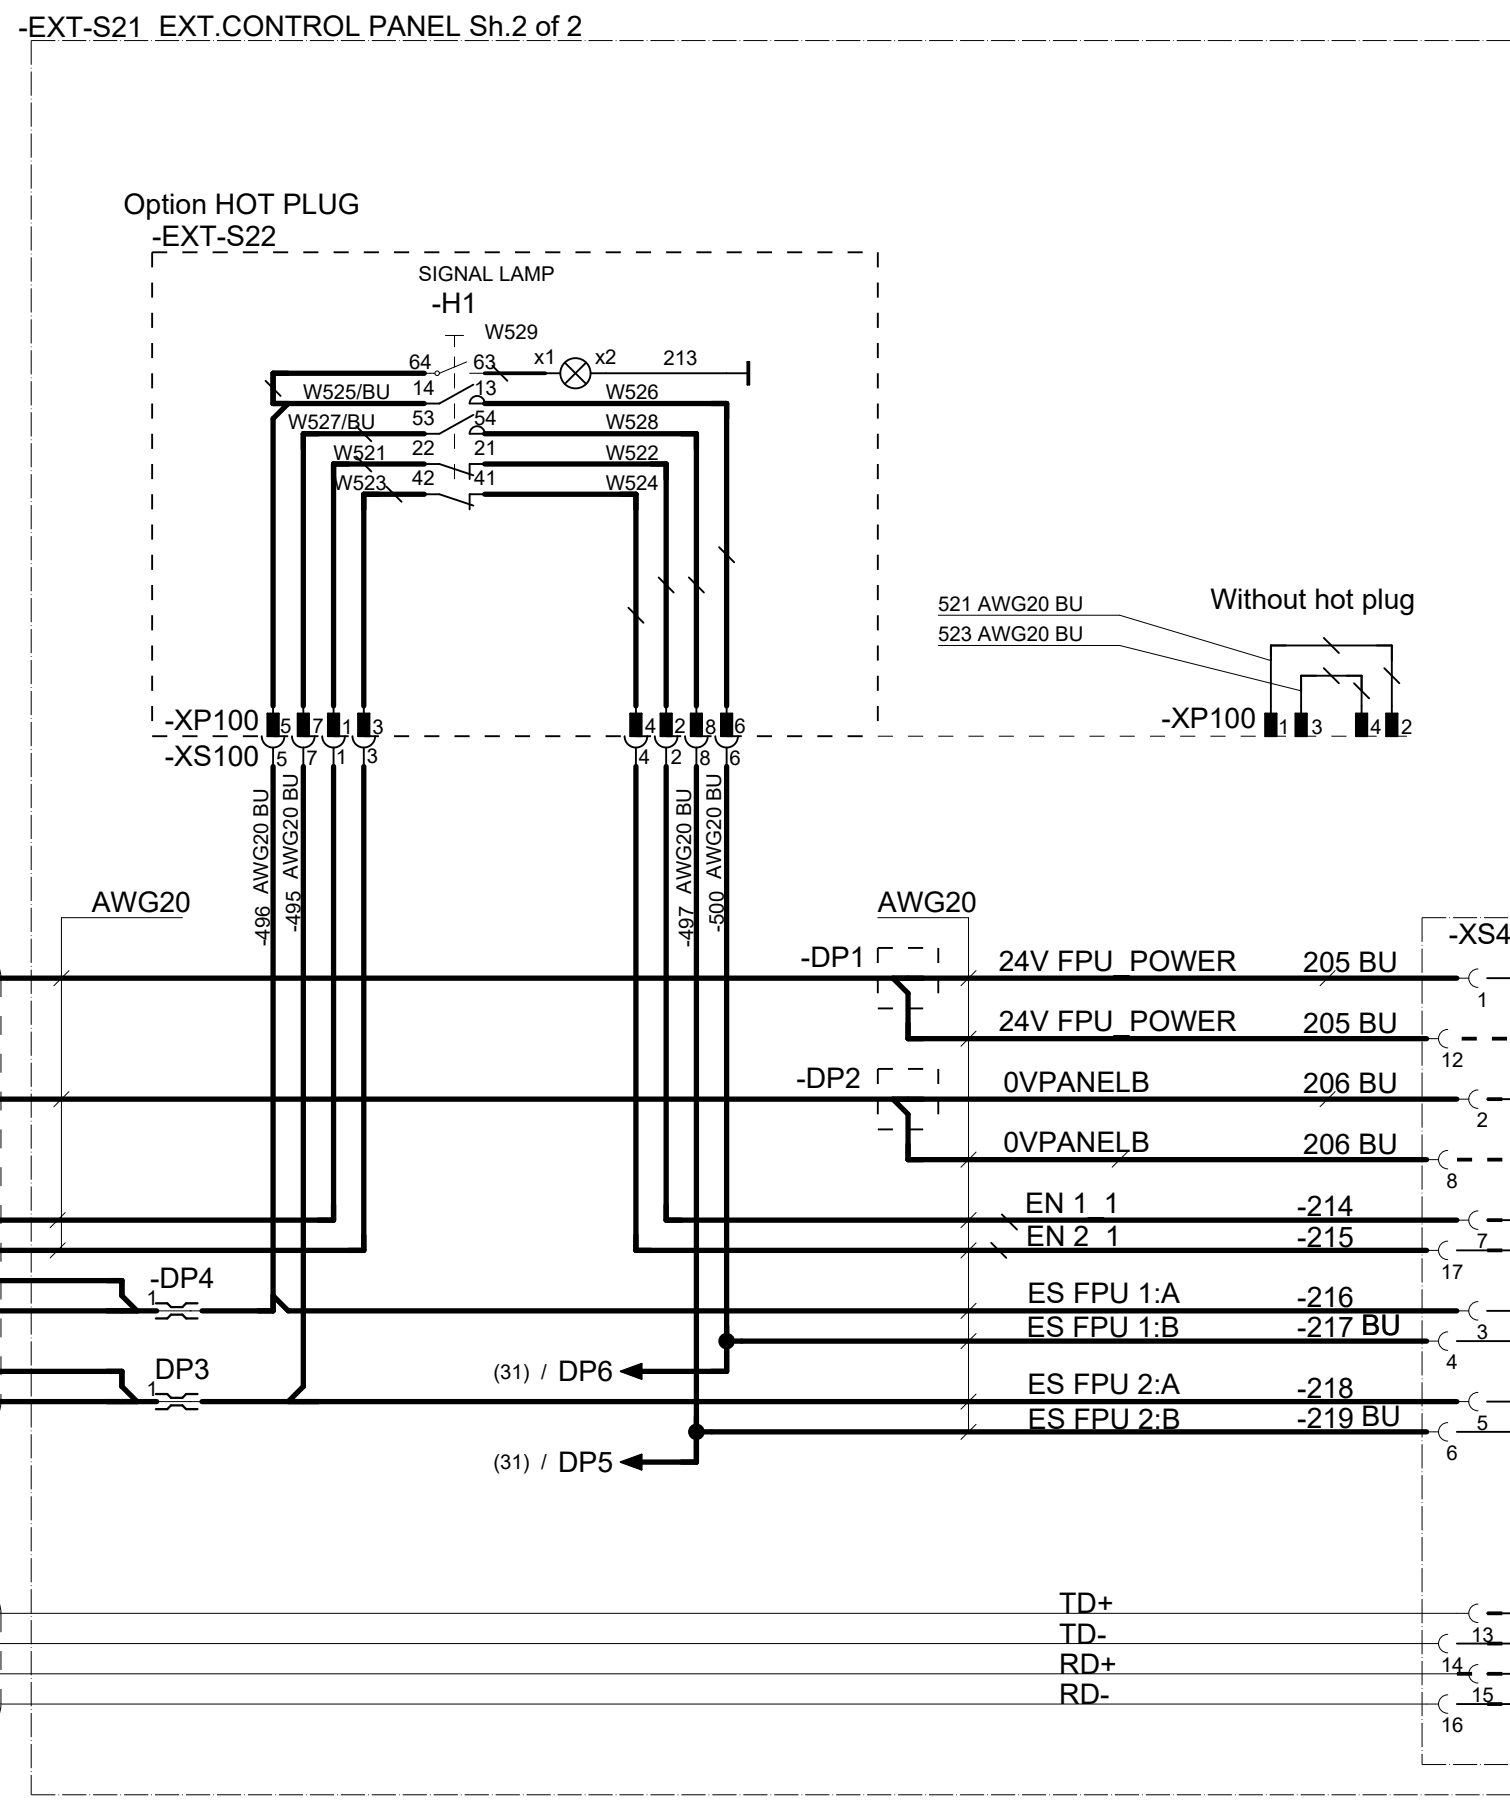 -EXT-S21 EXT.CONTROL PANEL Sh.2 of 2
Option HOT PLUG
-EXT-S22
SIGNAL LAMP
-H1
W529
64 63 x1 x2 213
W525/BU 14 13 W526
W527/BU 53 54 W528
W521 22 21 W522
W523 42 41 W524
521 AWG20 BU
523 AWG20 BU
Without hot plug
-XP100 5 7 1 3 4 2 8 6
-XP100 1 3 4 2
-XS100 5 7 1 3 4 2 8 6
-496 AWG20 BU
-495 AWG20 BU
-497 AWG20 BU
-500 AWG20 BU
AWG20
AWG20
-XS4
-DP1
24V FPU_POWER 205 BU
1
24V FPU_POWER 205 BU
12
-DP2
0VPANELB 206 BU
2
0VPANELB 206 BU
8
EN 1_1 -214
7
EN 2_1 -215
17
-DP4
1
ES FPU 1:A -216
3
ES FPU 1:B -217 BU
4
DP3
1
(31) / DP6
ES FPU 2:A -218
5
ES FPU 2:B -219 BU
6
(31) / DP5
TD+
13
TD-
14
RD+
15
RD-
16